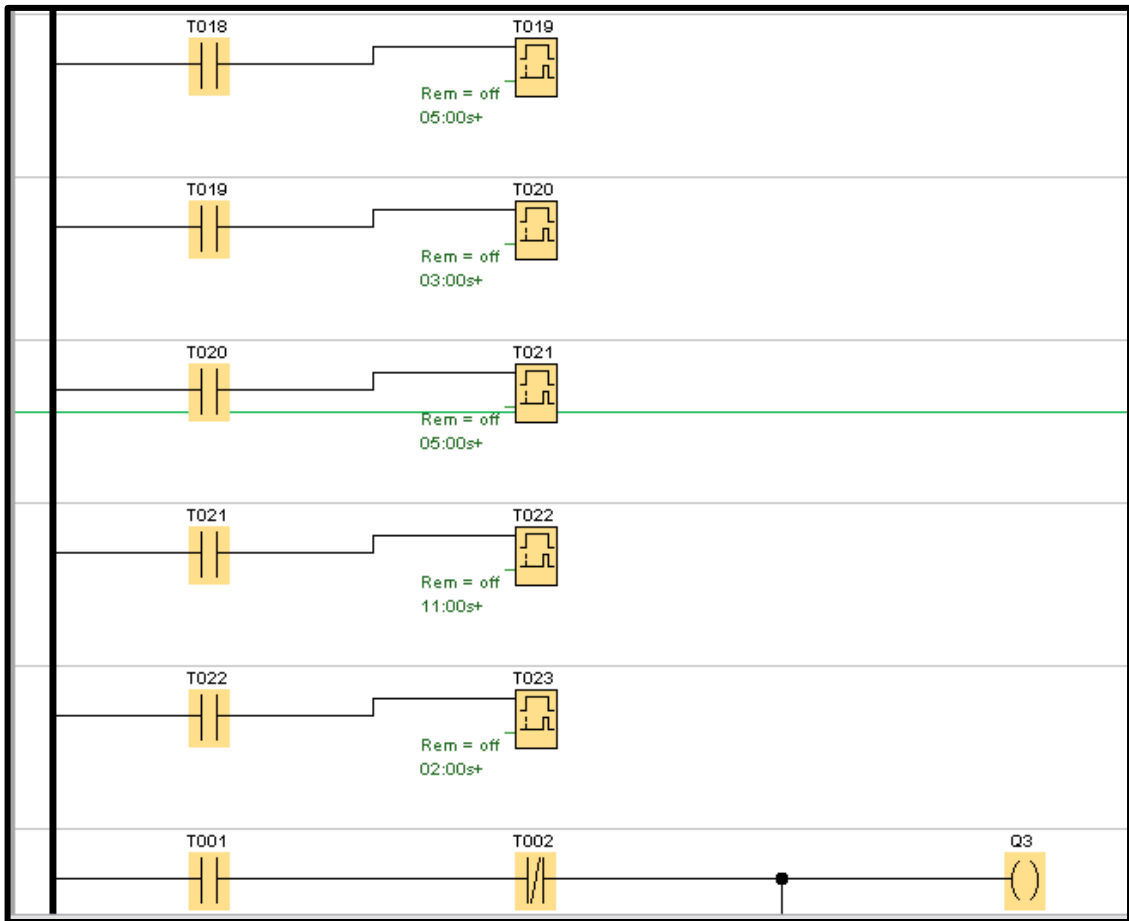 T018 T019
Rem = off
05:00s+
T019 T020
Rem = off
03:00s+
T020 T021
Rem = off
05:00s+
T021 T022
Rem = off
11:00s+
T022 T023
Rem = off
02:00s+
T001 T002 Q3